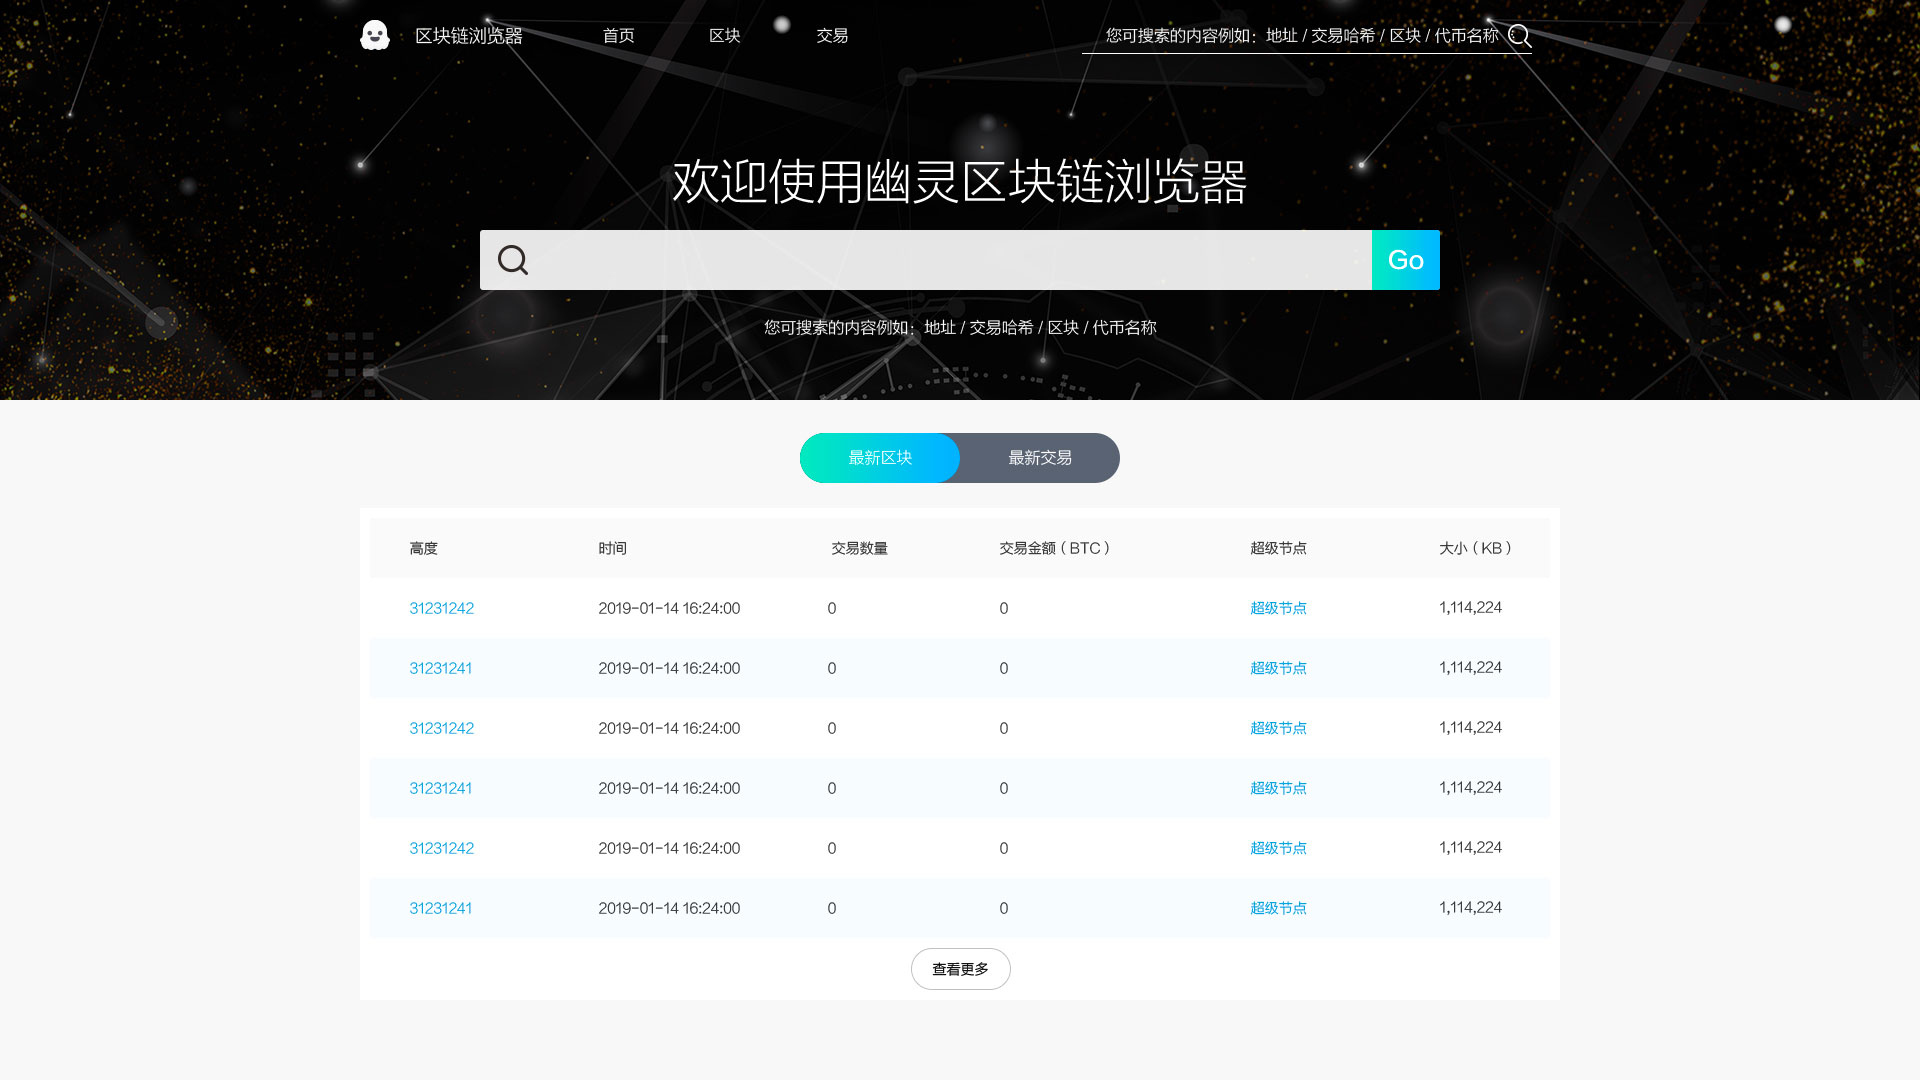 区块链浏览器 首页 区块 交易 您可搜索的内容例如：地址 / 交易哈希 / 区块 / 代币名称
欢迎使用幽灵区块链浏览器
Go
您可搜索的内容例如：地址 / 交易哈希 / 区块 / 代币名称
最新区块 最新交易
高度 时间 交易数量 交易金额（BTC） 超级节点 大小（KB）
31231242 2019-01-14 16:24:00 0 0 超级节点 1,114,224
31231241 2019-01-14 16:24:00 0 0 超级节点 1,114,224
31231242 2019-01-14 16:24:00 0 0 超级节点 1,114,224
31231241 2019-01-14 16:24:00 0 0 超级节点 1,114,224
31231242 2019-01-14 16:24:00 0 0 超级节点 1,114,224
31231241 2019-01-14 16:24:00 0 0 超级节点 1,114,224
查看更多